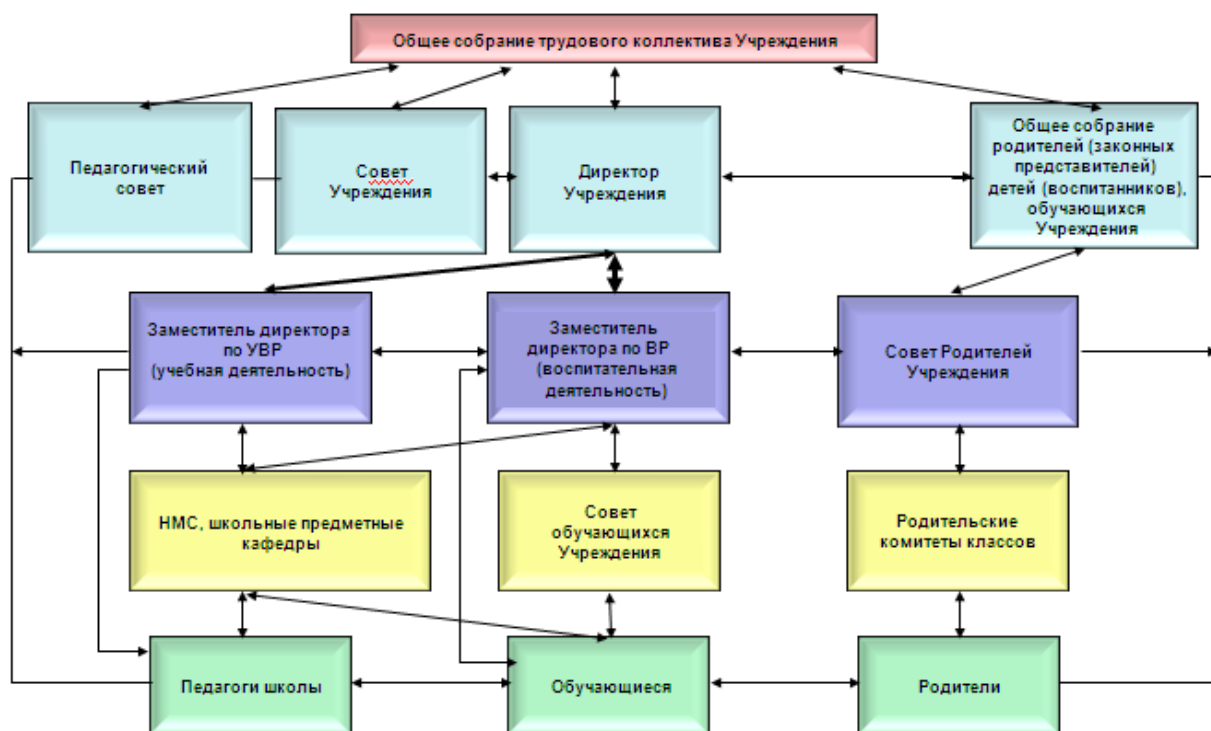 Общее собрание трудового коллектива Учреждения
Педагогический
совет
Совет
Учреждения
Директор
Учреждения
Общее собрание
родителей (законных
представителей)
детей (воспитанников),
обучающихся
Учреждения
Заместитель директора
по УВР
(учебная деятельность)
Заместитель
директора по ВР
(воспитательная
деятельность)
Совет Родителей
Учреждения
НМС, школьные предметные
кафедры
Совет
обучающихся
Учреждения
Родительские
комитеты классов
Педагоги школы
Обучающиеся
Родители